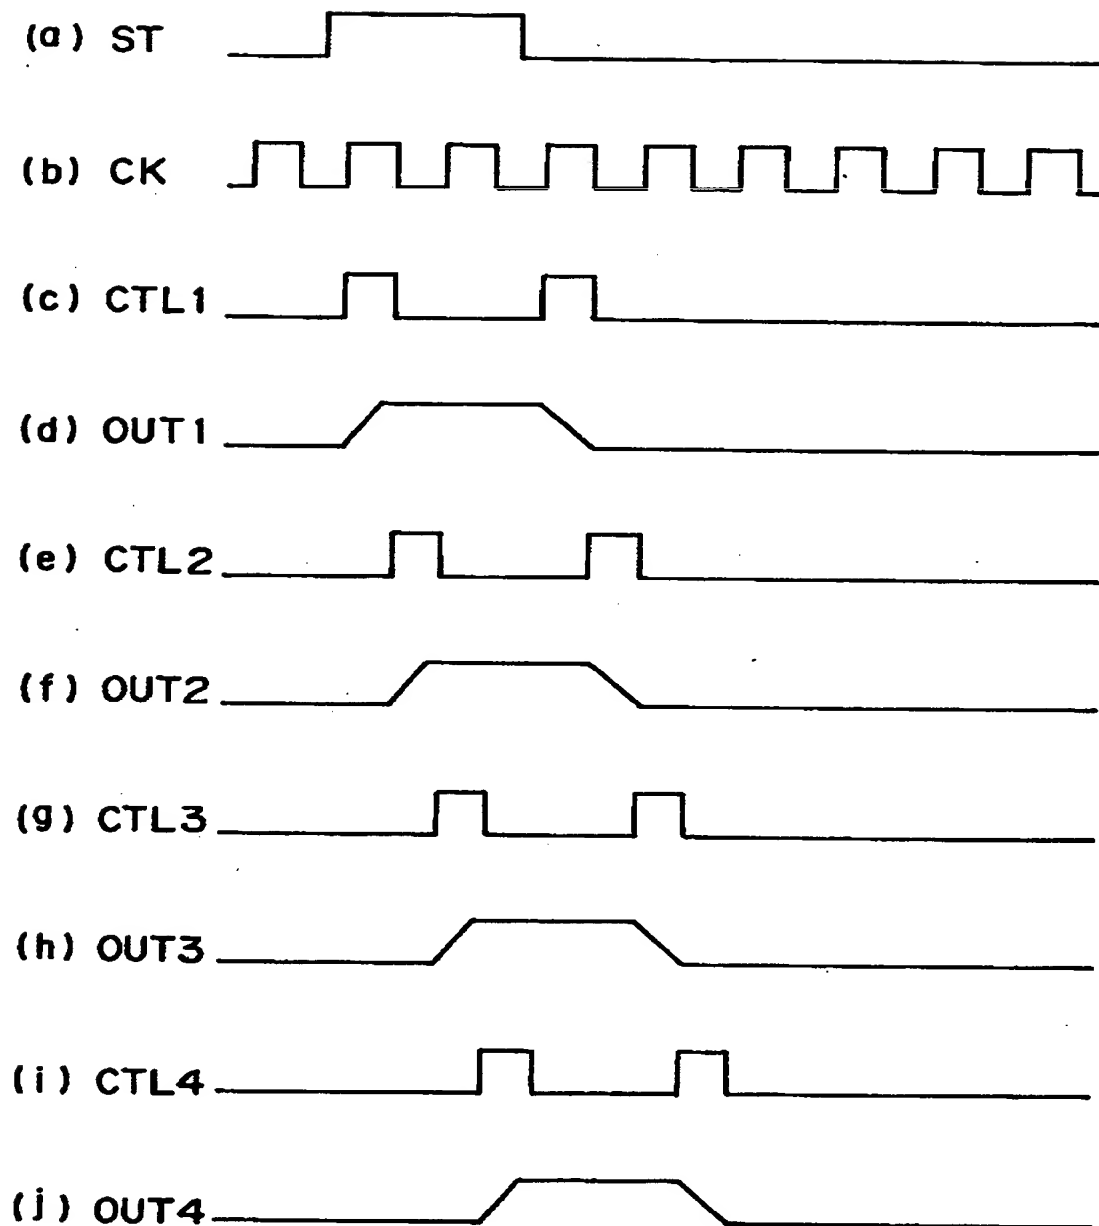 (a) ST
(b) CK
(c) CTL1
(d) OUT1
(e) CTL2
(f) OUT2
(g) CTL3
(h) OUT3
(i) CTL4
(j) OUT4